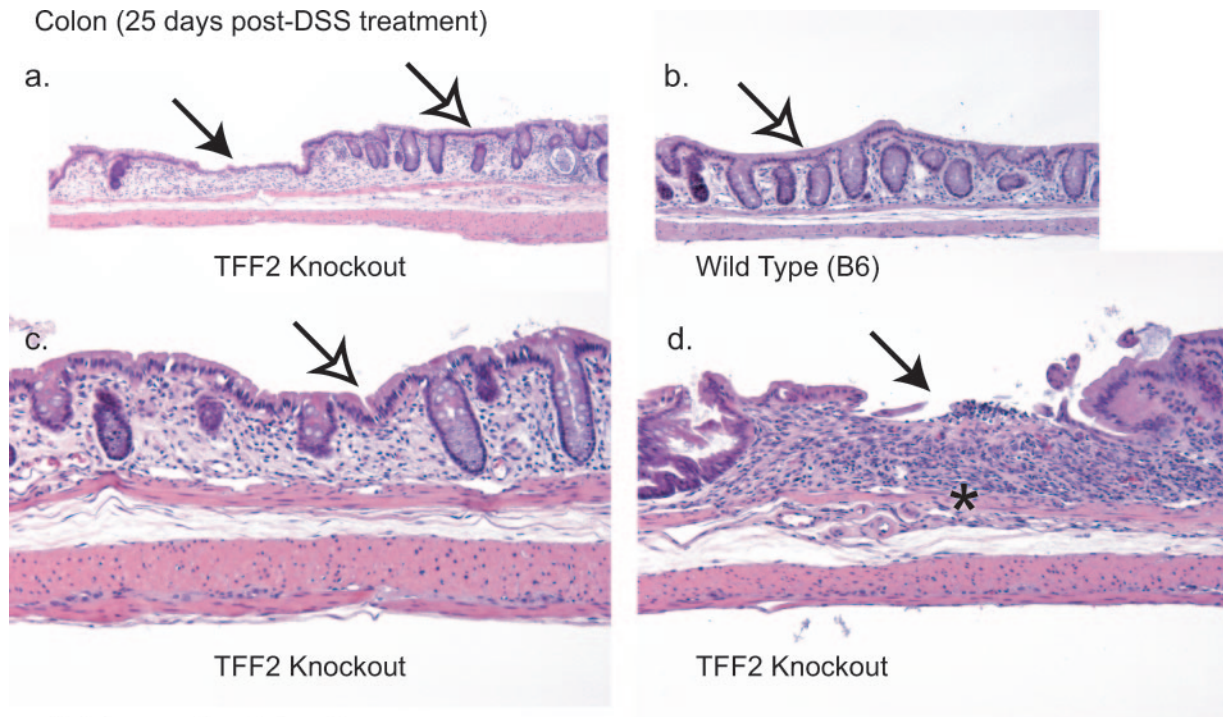 Colon (25 days post-DSS treatment)
a.
b.
TFF2 Knockout
Wild Type (B6)
c.
d.
*
TFF2 Knockout
TFF2 Knockout